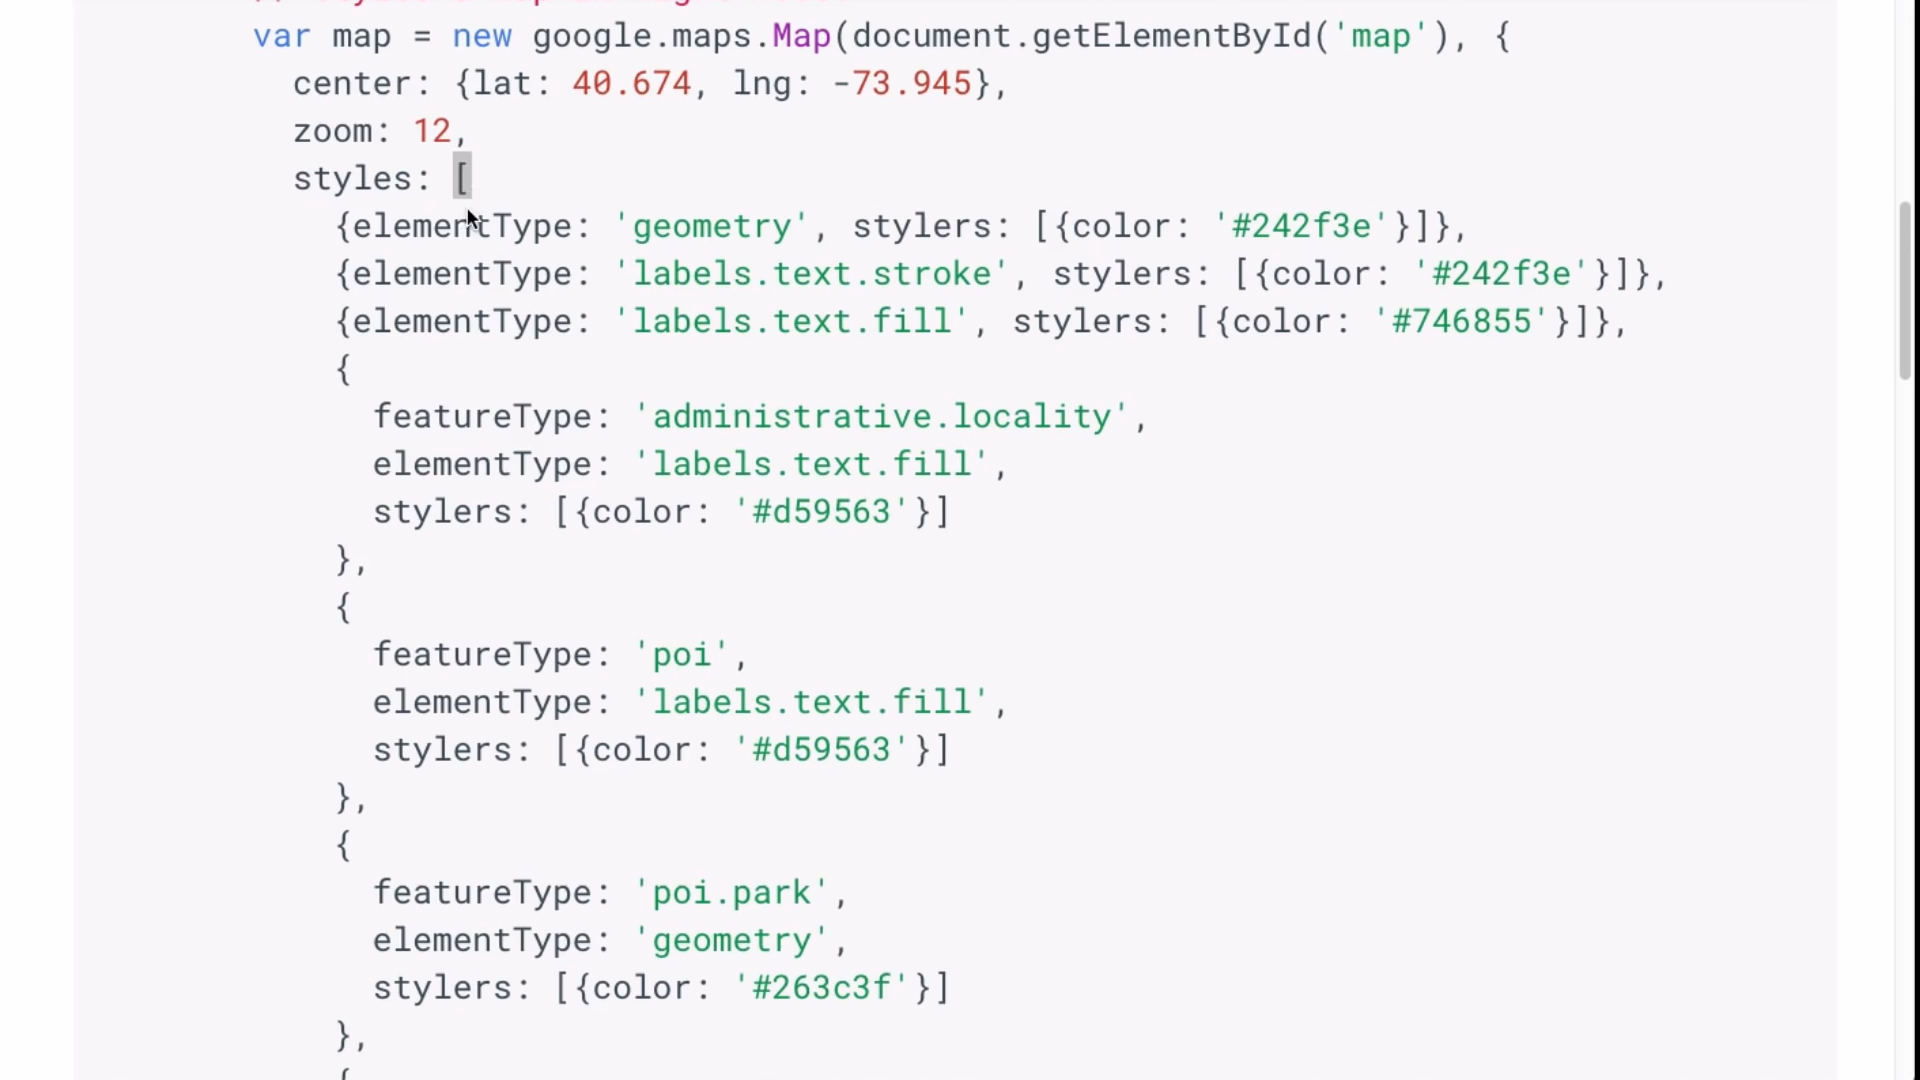 var map = new google.maps.Map(document.getElementById('map'), {
center: {lat: 40.674, lng: -73.945},
zoom: 12,
styles: [
{elementType: 'geometry', stylers: [{color: '#242f3e'}]},
{elementType: 'labels.text.stroke', stylers: [{color: '#242f3e'}]},
{elementType: 'labels.text.fill', stylers: [{color: '#746855'}]},
{
featureType: 'administrative.locality',
elementType: 'labels.text.fill',
stylers: [{color: '#d59563'}]
},
{
featureType: 'poi',
elementType: 'labels.text.fill',
stylers: [{color: '#d59563'}]
},
{
featureType: 'poi.park',
elementType: 'geometry',
stylers: [{color: '#263c3f'}]
},
{